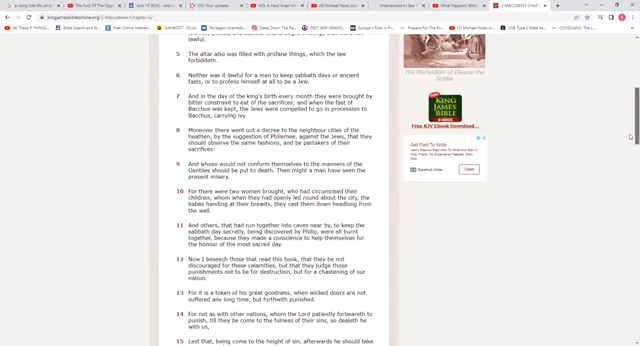 kingjamesbibleonline.org/2-Maccabees-Chapter-6/
2 MACCABEES CHAPTER 6
lawful.
5 The altar also was filled with profane things, which the law
forbiddeth.
6 Neither was it lawful for a man to keep sabbath days or ancient
fasts, or to profess himself at all to be a Jew.
7 And in the day of the king's birth every month they were brought by
bitter constraint to eat of the sacrifices; and when the fast of
Bacchus was kept, the Jews were compelled to go in procession to
Bacchus, carrying ivy.
8 Moreover there went out a decree to the neighbour cities of the
heathen, by the suggestion of Ptolemee, against the Jews, that they
should observe the same fashions, and be partakers of their
sacrifices:
9 And whoso would not conform themselves to the manners of the
Gentiles should be put to death. Then might a man have seen the
present misery.
10 For there were two women brought, who had circumcised their
children; whom when they had openly led round about the city, the
babes handing at their breasts, they cast them down headlong from
the wall.
11 And others, that had run together into caves near by, to keep the
sabbath day secretly, being discovered by Philip, were all burnt
together, because they made a conscience to help themselves for
the honour of the most sacred day.
12 Now I beseech those that read this book, that they be not
discouraged for these calamities, but that they judge those
punishments not to be for destruction, but for a chastening of our
nation.
13 For it is a token of his great goodness, when wicked doers are not
suffered any long time, but forthwith punished.
14 For not as with other nations, whom the Lord patiently forbeareth to
punish, till they be come to the fulness of their sins, so dealeth he
with us,
15 Lest that, being come to the height of sin, afterwards he should take
The Martyrdom of Eleazar the
Scribe
KING
JAMES
BIBLE
E-BOOK
Free KJV Ebook Download...
Get Paid To Write
Open